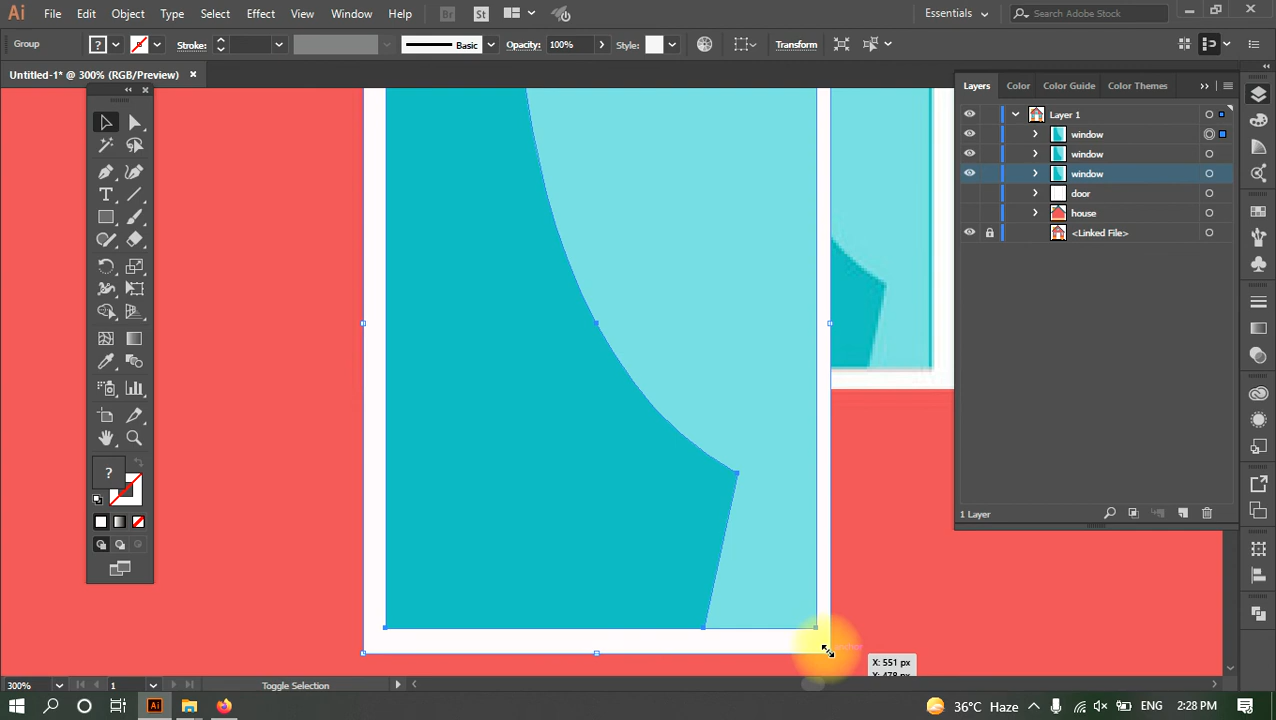 Ai File Edit Object Type Select Effect View Window Help Br St Essentials Search Adobe Stock
Group ? Stroke: Basic Opacity: 100% Style: Transform
Untitled-1* @ 300% (RGB/Preview)
Layers Color Color Guide Color Themes
Layer 1
window
window
window
door
house
<Linked File>
T
?
1 Layer
X: 551 px
300% 1 Toggle Selection
Ai 36°C Haze ENG 2:28 PM